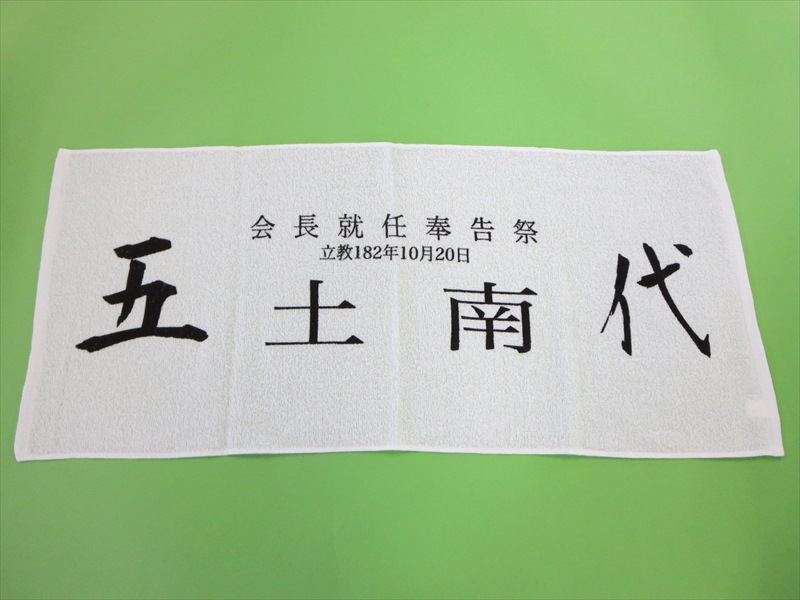 会長就任奉告祭
立教182年10月20日
五 土 南 代